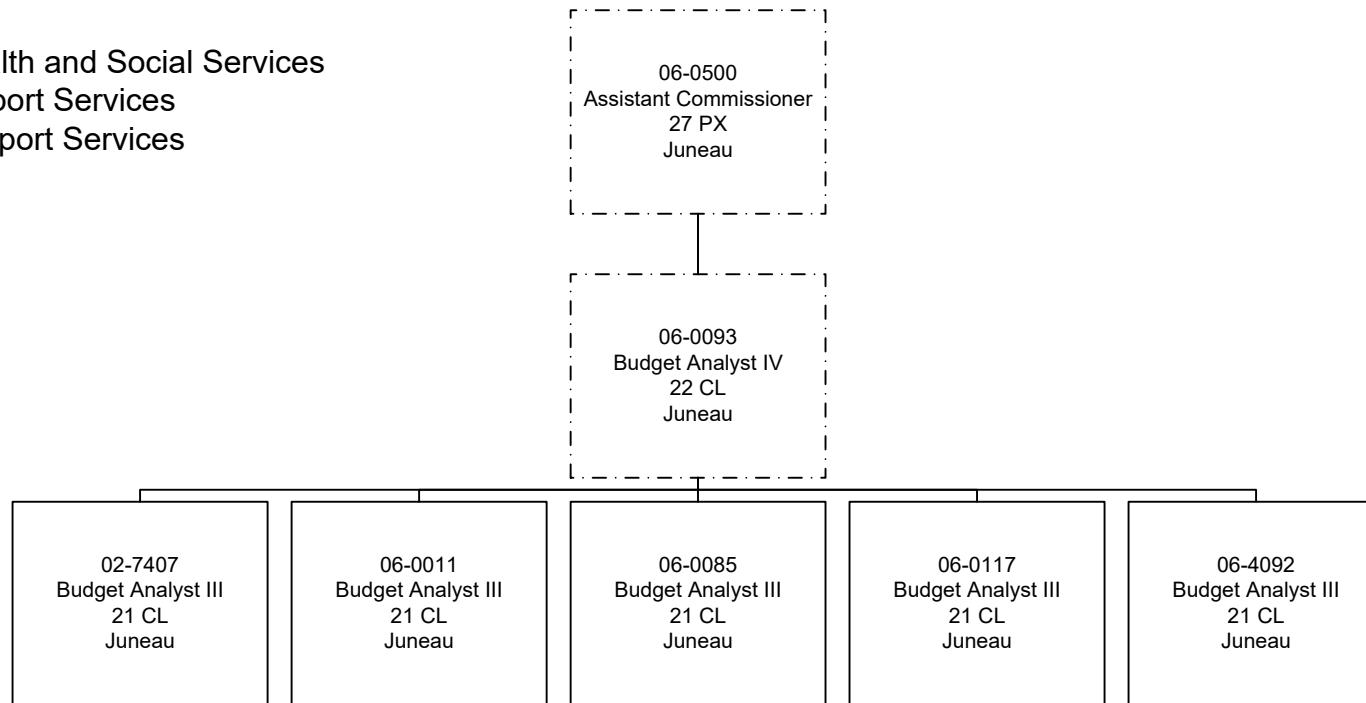 and Social Services
Services
Services
06-0500
Assistant Commissioner
27 PX
Juneau
06-0093
Budget Analyst IV
22 CL
Juneau
02-7407
Budget Analyst III
21 CL
Juneau
06-0011
Budget Analyst III
21 CL
Juneau
06-0085
Budget Analyst III
21 CL
Juneau
06-0117
Budget Analyst III
21 CL
Juneau
06-4092
Budget Analyst III
21 CL
Juneau